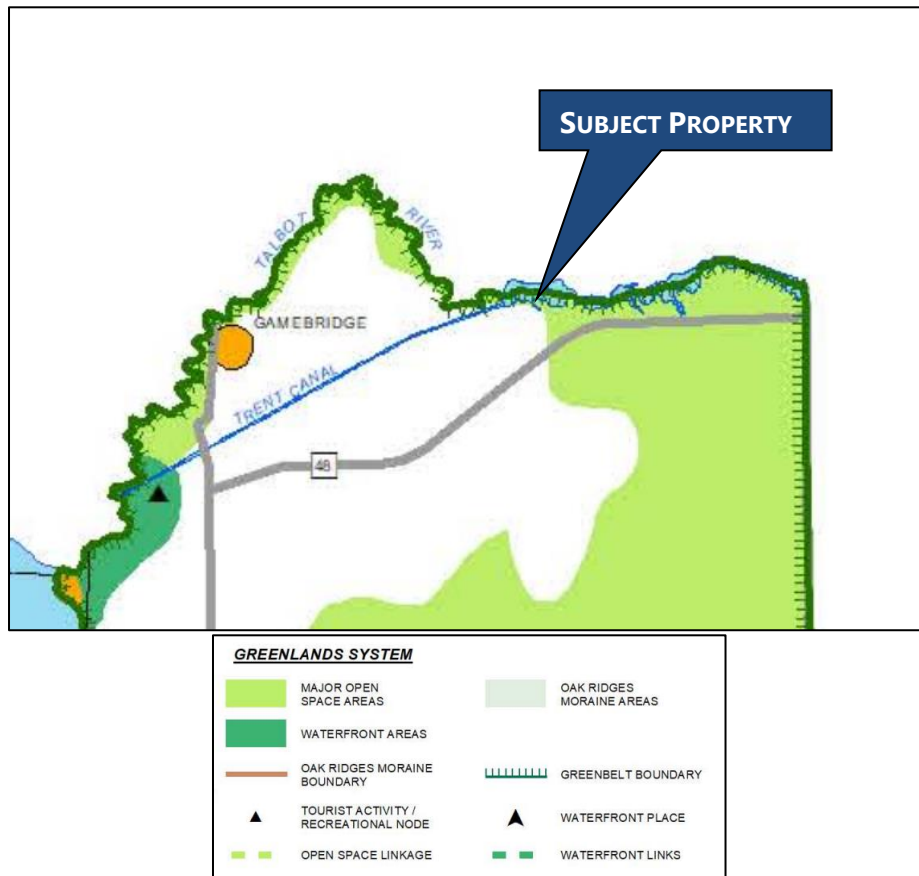 SUBJECT PROPERTY
TALBOT
RIVER
GAMEBRIDGE
TRENT CANAL
48
GREENLANDS SYSTEM
MAJOR OPEN
SPACE AREAS
OAK RIDGES
MORAINE AREAS
WATERFRONT AREAS
OAK RIDGES MORAINE
BOUNDARY
GREENBELT BOUNDARY
TOURIST ACTIVITY /
RECREATIONAL NODE
WATERFRONT PLACE
OPEN SPACE LINKAGE
WATERFRONT LINKS